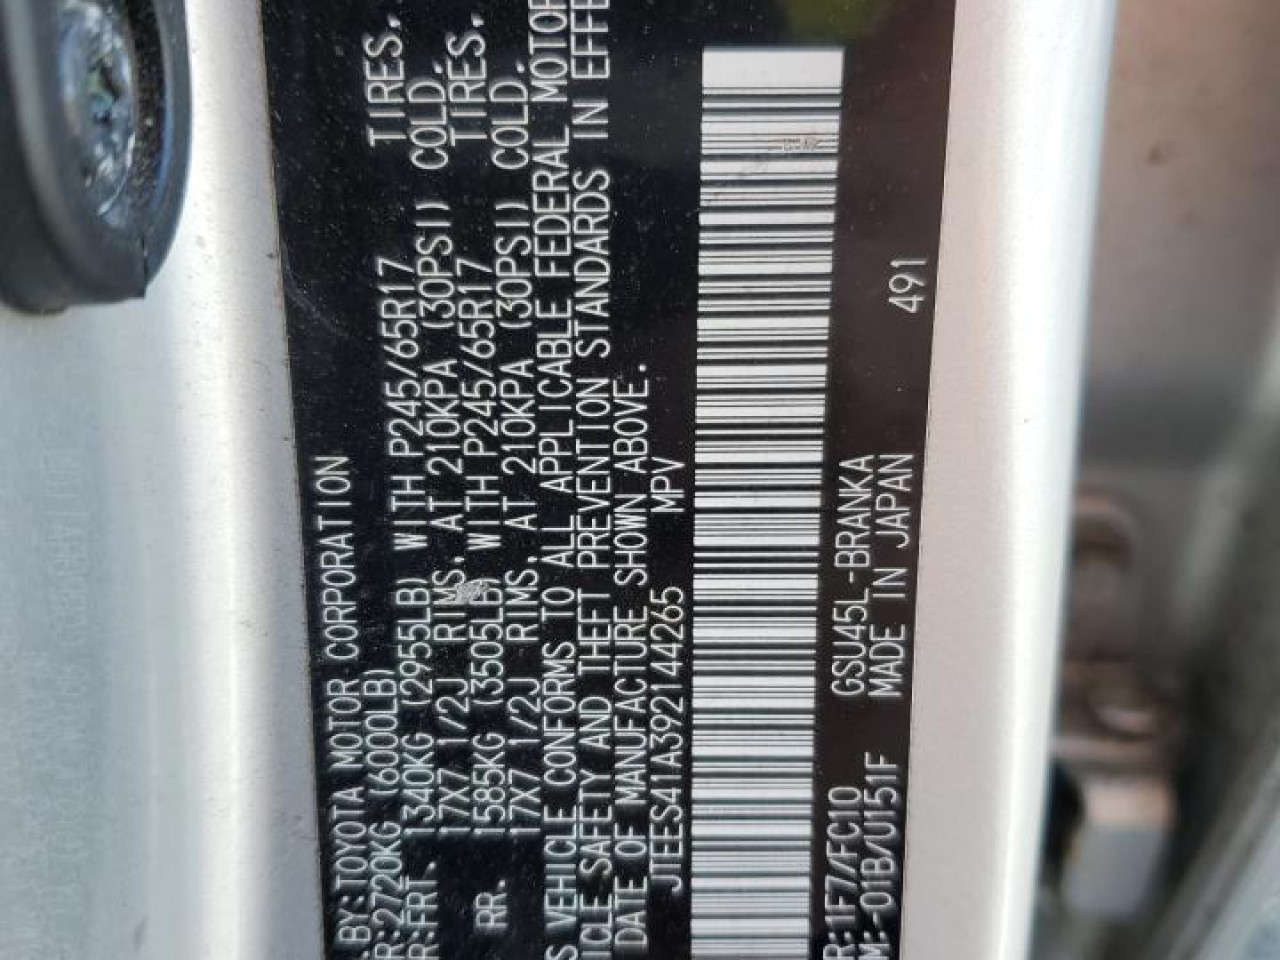 .BY:TOYOTA MOTOR CORPORATION
R:2720KG (6000LB)
R:FRT. 1340KG (2955LB) WITH P245/65R17 TIRES,
17X7 1/2J RIMS, AT 210KPA (30PSI) COLD.
RR. 1585KG (3505LB) WITH P245/65R17 TIRES,
17X7 1/2J RIMS, AT 210KPA (30PSI) COLD.
S VEHICLE CONFORMS TO ALL APPLICABLE FEDERAL MOTOR
ICLE SAFETY AND THEFT PREVENTION STANDARDS IN EFFE
DATE OF MANUFACTURE SHOWN ABOVE.
JTEES41A392144265 MPV
R:1F7/FC10 GSU45L-BRANKA
M:-01B/U151F MADE IN JAPAN 491